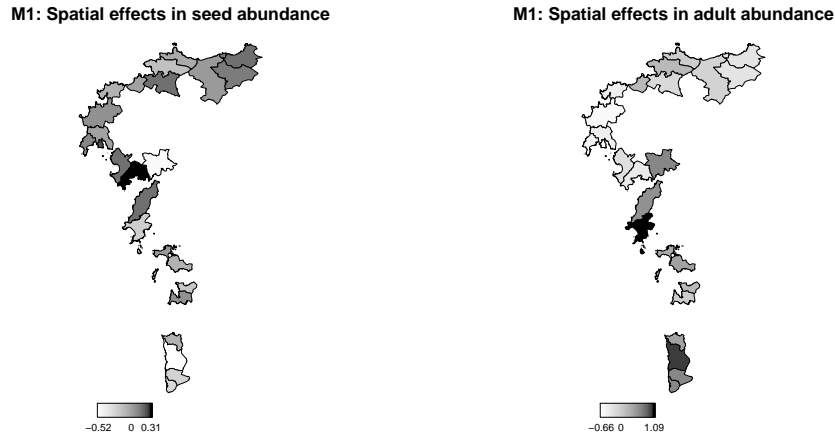 M1: Spatial effects in seed abundance
M1: Spatial effects in adult abundance
−0.52 0 0.31
−0.66 0 1.09